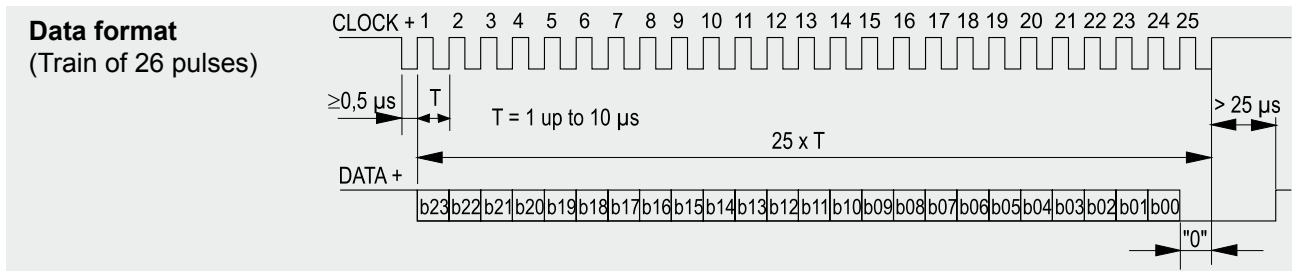 Data format
(Train of 26 pulses)
CLOCK + 1 2 3 4 5 6 7 8 9 10 11 12 13 14 15 16 17 18 19 20 21 22 23 24 25
≥0,5 µs T T = 1 up to 10 µs > 25 µs
25 x T
DATA +
b23 b22 b21 b20 b19 b18 b17 b16 b15 b14 b13 b12 b11 b10 b09 b08 b07 b06 b05 b04 b03 b02 b01 b00
"0"